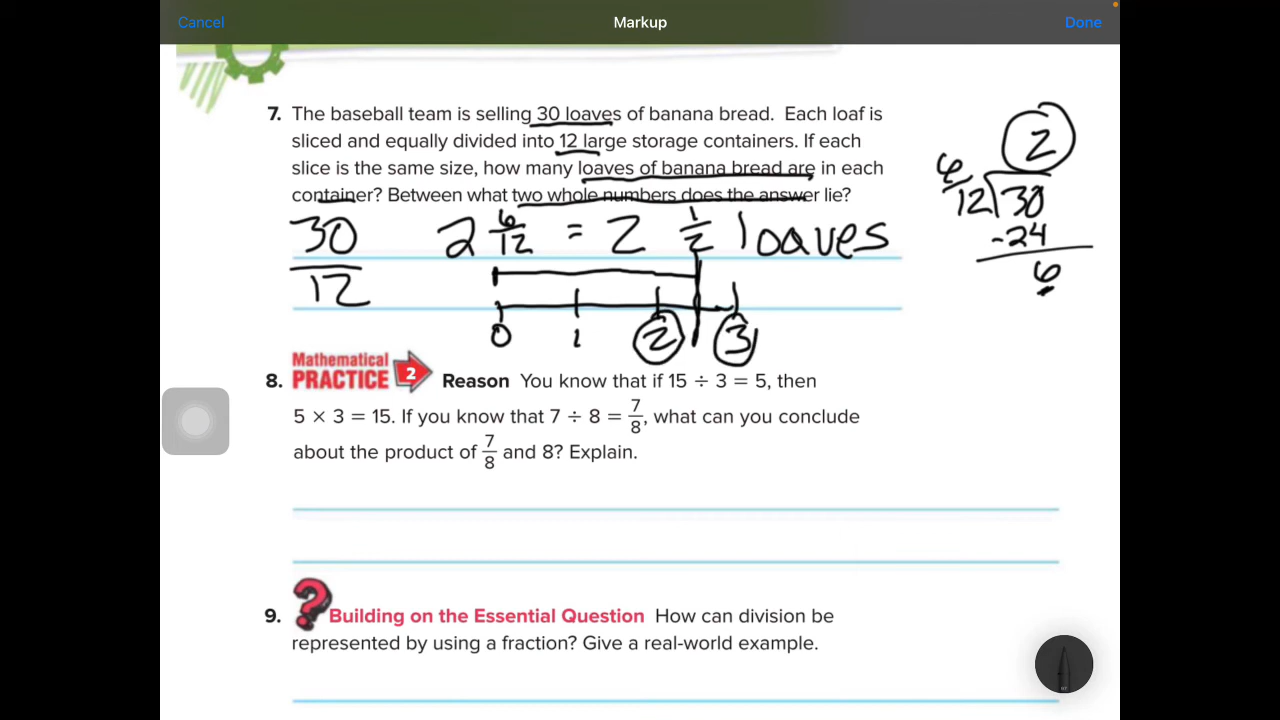 Cancel Markup Done
7. The baseball team is selling 30 loaves of banana bread. Each loaf is
sliced and equally divided into 12 large storage containers. If each
slice is the same size, how many loaves of banana bread are in each
container? Between what two whole numbers does the answer lie?
30/12
2 6/12 = 2 1/2 loaves
0 1 2 3
2
6/12)30
-24
6
8. Mathematical PRACTICE 2 Reason You know that if 15 ÷ 3 = 5, then
5 × 3 = 15. If you know that 7 ÷ 8 = 7/8, what can you conclude
about the product of 7/8 and 8? Explain.
9. ? Building on the Essential Question How can division be
represented by using a fraction? Give a real-world example.